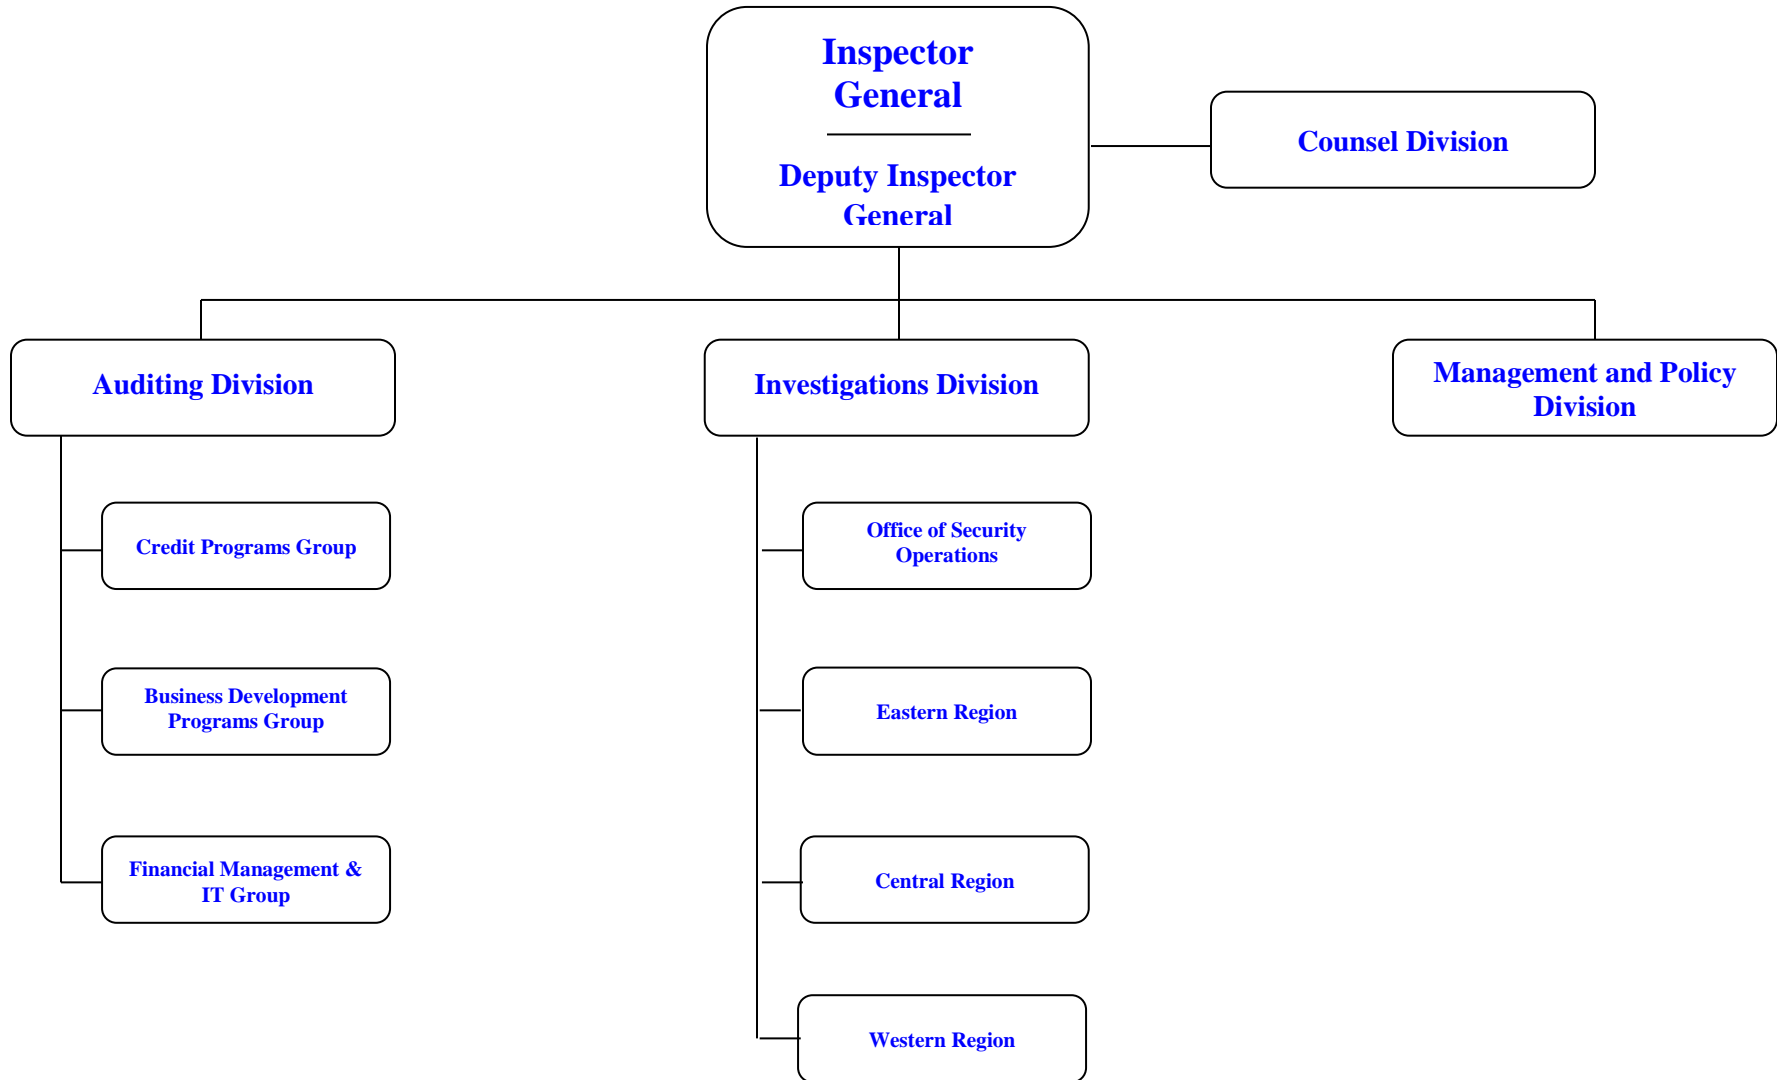 Inspector
General
Deputy Inspector
General
Counsel Division
Auditing Division
Investigations Division
Management and Policy
Division
Credit Programs Group
Business Development
Programs Group
Financial Management &
IT Group
Office of Security
Operations
Eastern Region
Central Region
Western Region